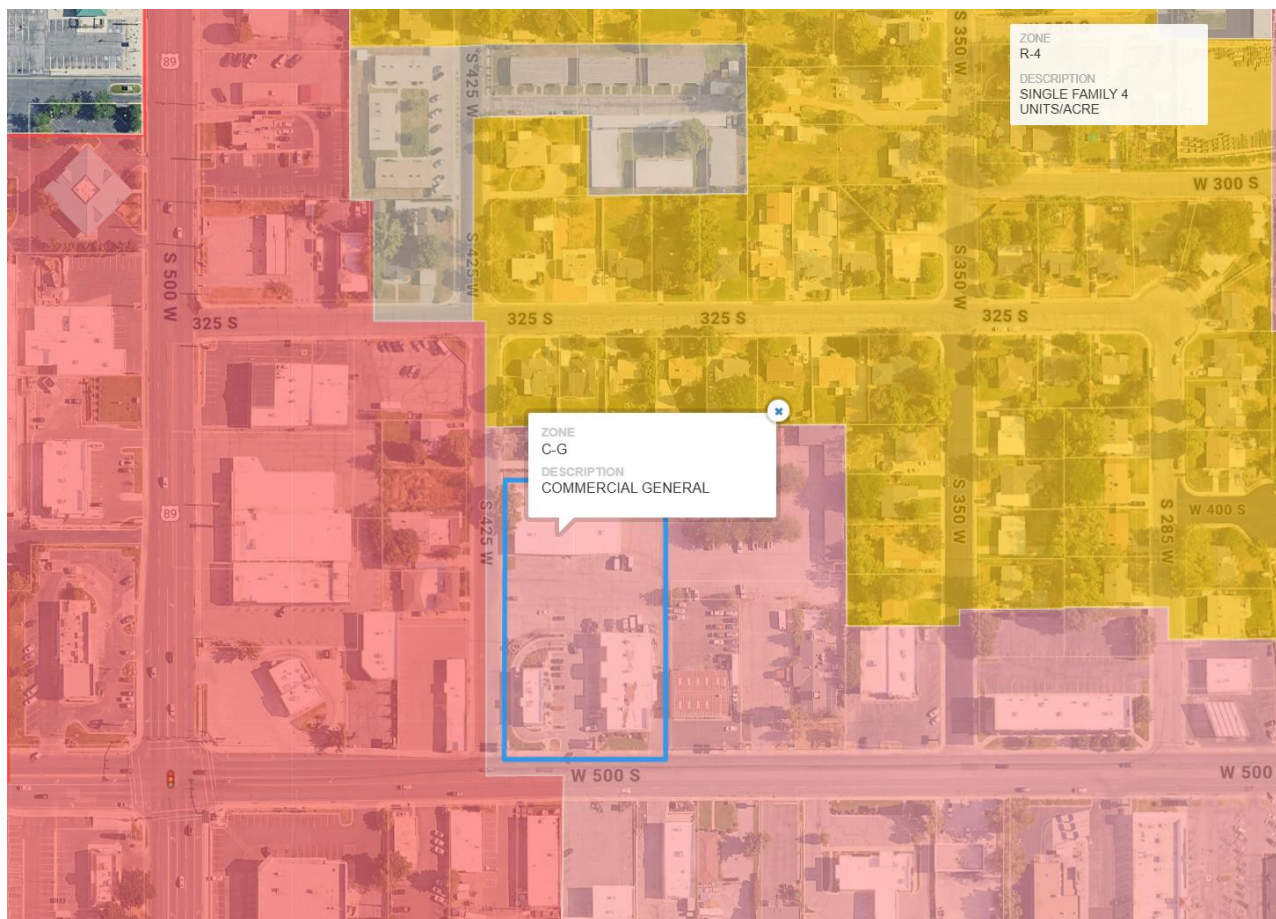 ZONE
R-4
DESCRIPTION
SINGLE FAMILY 4
UNITS/ACRE
S 350 W
89
S 425 W
W 300 S
S 500 W
S 425 W
S 350 W
325 S
325 S
325 S
325 S
ZONE
C-G
DESCRIPTION
COMMERCIAL GENERAL
89
S 425 W
S 350 W
S 285 W
W 400 S
W 500 S
W 500